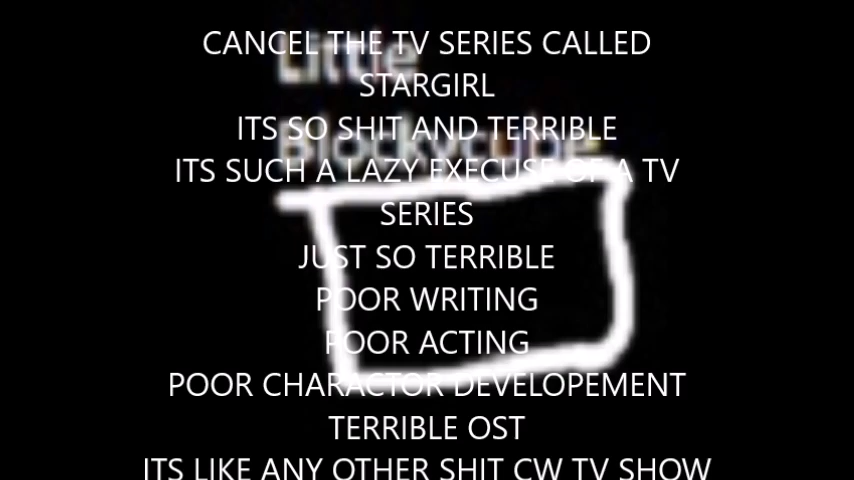 CANCEL THE TV SERIES CALLED
Little
STARGIRL
ITS SO SHIT AND TERRIBLE
Blockycube
ITS SUCH A LAZY EXECUSE OF A TV
SERIES
JUST SO TERRIBLE
POOR WRITING
POOR ACTING
POOR CHARACTOR DEVELOPEMENT
TERRIBLE OST
ITS LIKE ANY OTHER SHIT CW TV SHOW